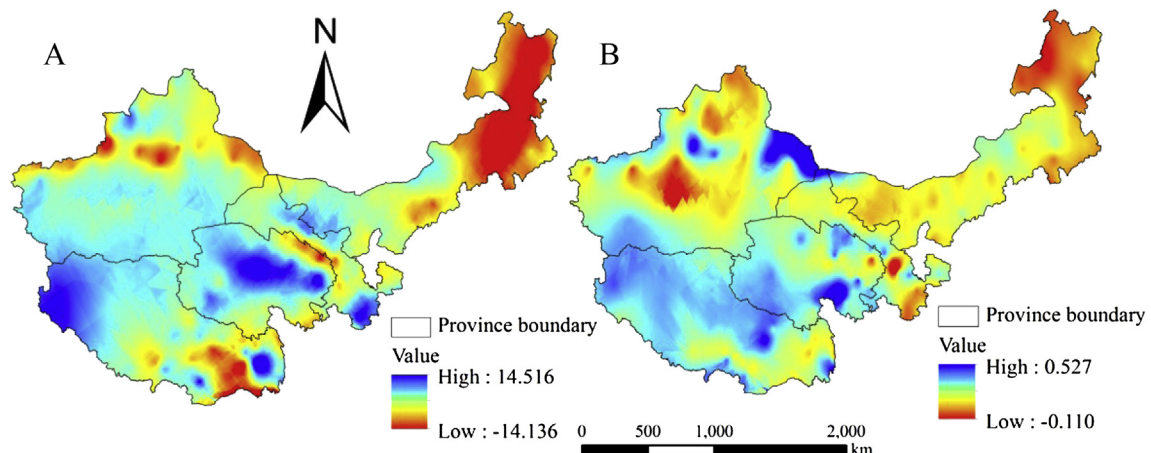 A
N
B
Province boundary
Value
High : 14.516
Low : -14.136
Province boundary
Value
High : 0.527
Low : -0.110
0 500 1,000 2,000
km